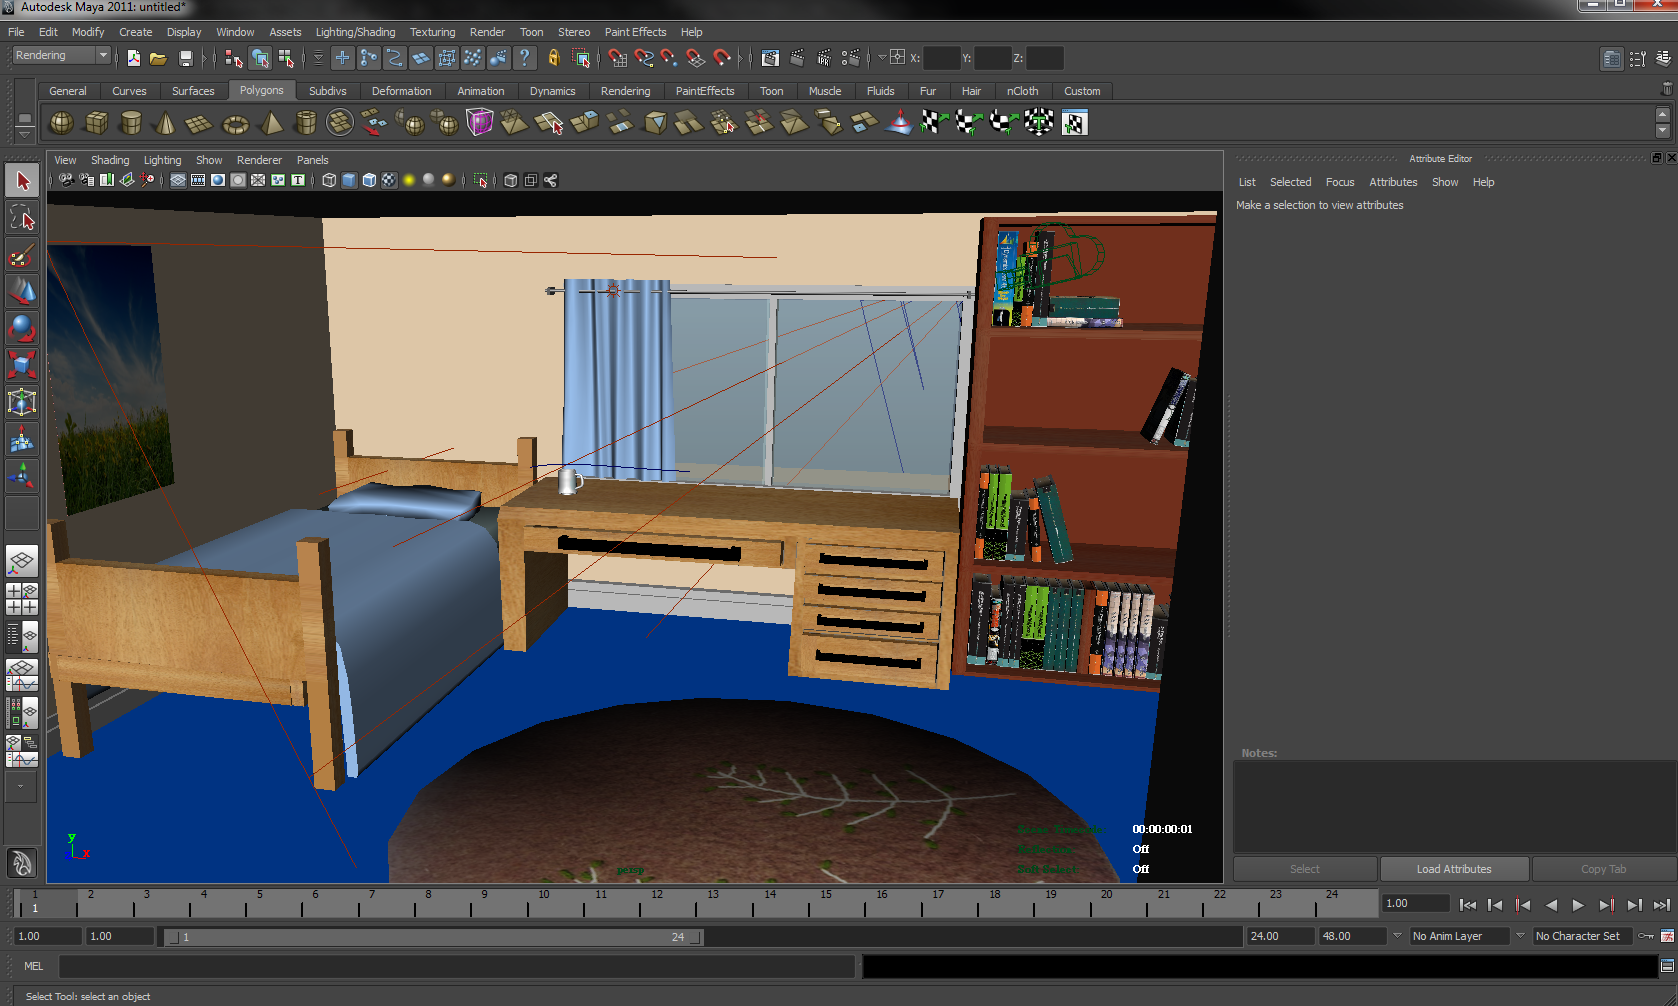 Autodesk Maya 2011: untitled*
File Edit Modify Create Display Window Assets Lighting/Shading Texturing Render Toon Stereo Paint Effects Help
Rendering X: Y: Z:
General Curves Surfaces Polygons Subdivs Deformation Animation Dynamics Rendering PaintEffects Toon Muscle Fluids Fur Hair nCloth Custom
View Shading Lighting Show Renderer Panels
Attribute Editor
List Selected Focus Attributes Show Help
Make a selection to view attributes
Notes:
00:00:00:01
Off
persp Off
Select Load Attributes Copy Tab
1 2 3 4 5 6 7 8 9 10 11 12 13 14 15 16 17 18 19 20 21 22 23 24
1 1.00
1.00 1.00 1 24 24.00 48.00 No Anim Layer No Character Set
MEL
Select Tool: select an object